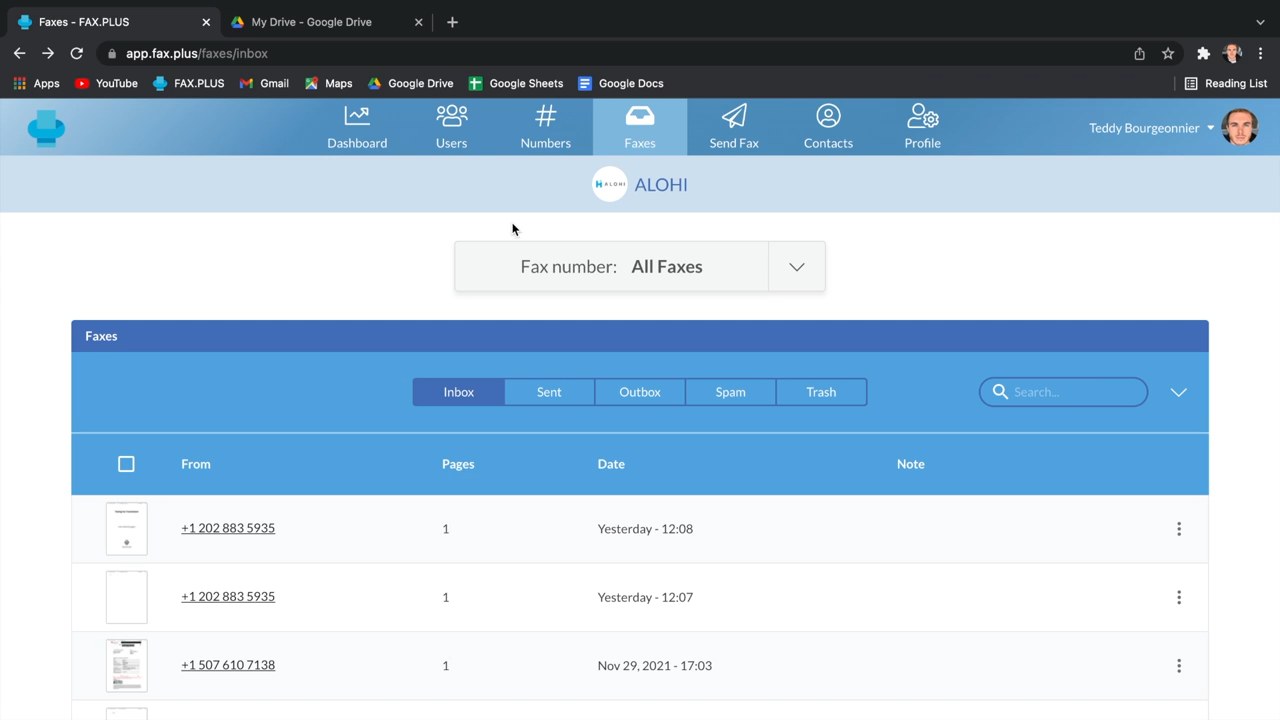 Faxes - FAX.PLUS
My Drive - Google Drive
app.fax.plus/faxes/inbox
Apps YouTube FAX.PLUS Gmail Maps Google Drive Google Sheets Google Docs Reading List
Dashboard Users Numbers Faxes Send Fax Contacts Profile
Teddy Bourgeonnier
ALOHI ALOHI
Fax number: All Faxes
Faxes
Inbox Sent Outbox Spam Trash Search...
From Pages Date Note
+1 202 883 5935 1 Yesterday - 12:08
+1 202 883 5935 1 Yesterday - 12:07
+1 507 610 7138 1 Nov 29, 2021 - 17:03